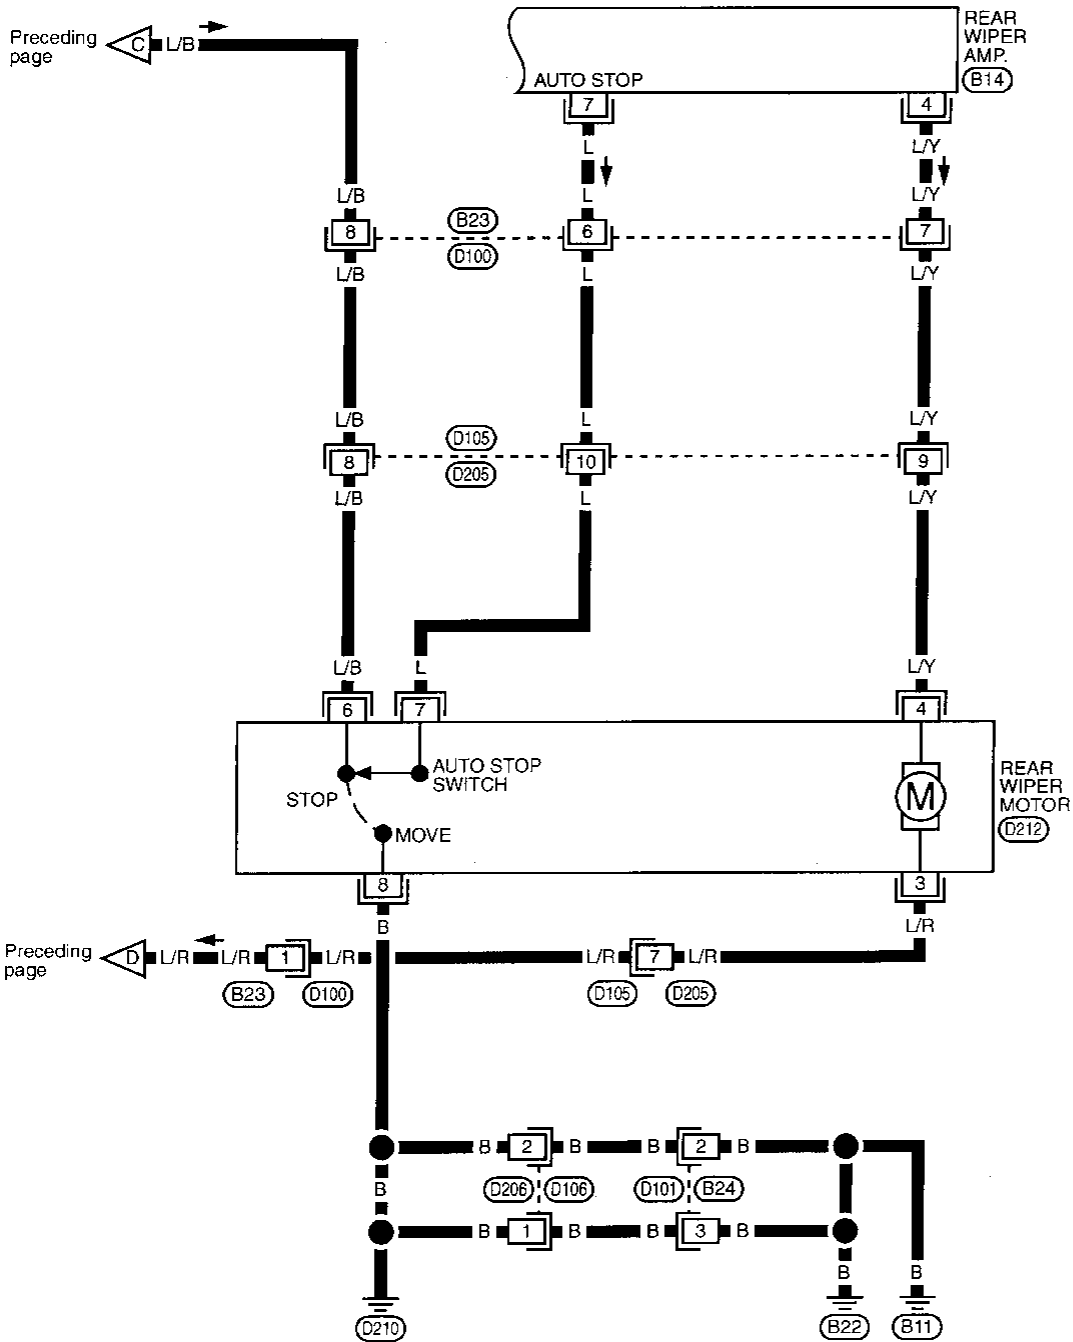 Preceding
page
C
L/B
REAR
WIPER
AMP.
B14
AUTO STOP
7
4
L
L/Y
L/B
L
L/Y
B23
8
6
7
D100
L/B
L
L/Y
L/B
L
L/Y
D105
8
10
9
D205
L/B
L
L/Y
L/B
L
L/Y
6
7
4
AUTO STOP
SWITCH
STOP
MOVE
M
REAR
WIPER
MOTOR
D212
8
3
B
L/R
Preceding
page
D
L/R
L/R
1
L/R
L/R
7
L/R
B23
D100
D105
D205
B
2
B
B
2
B
B
D206
D106
D101
B24
B
1
B
B
3
B
B
B
D210
B22
B11